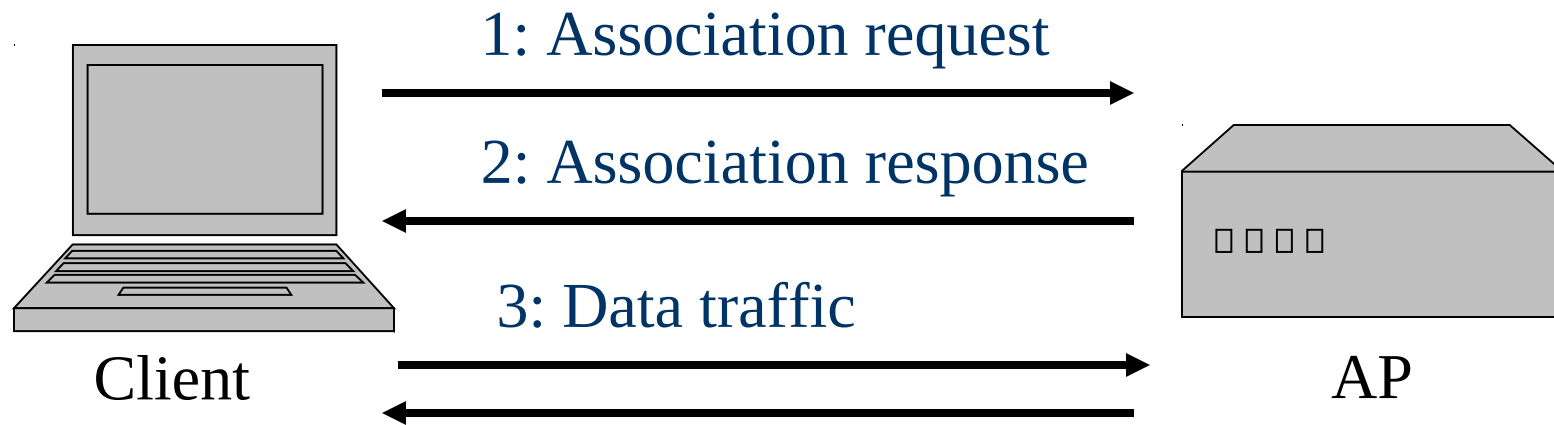 1: Association request
2: Association response
3: Data traffic
Client
AP